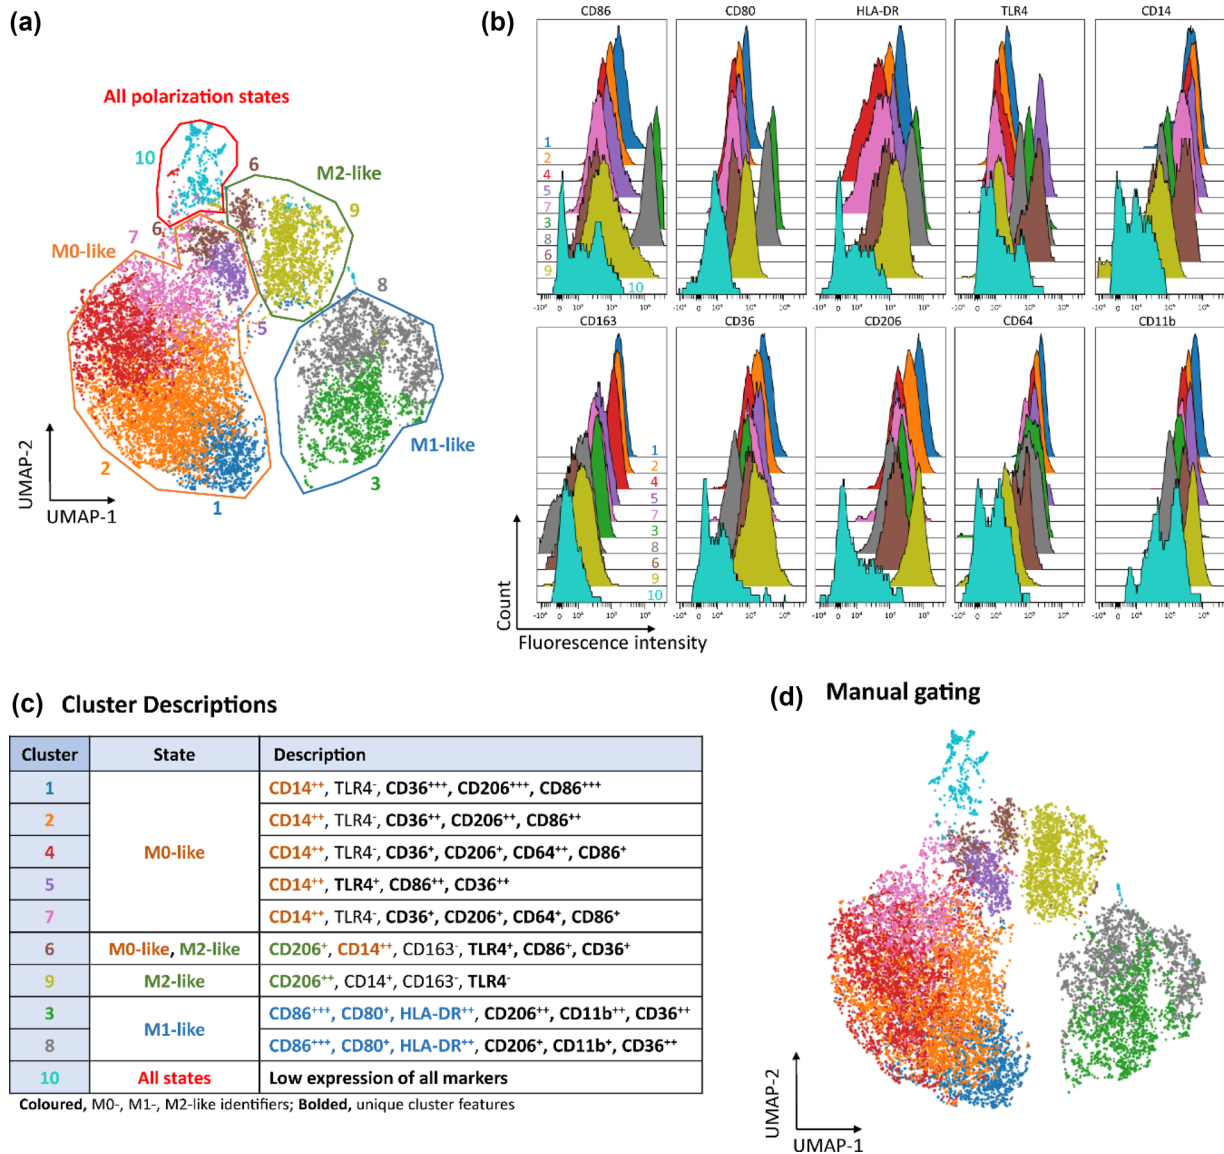 (a)
All polarization states
10
6
M2-like
9
7
6
M0-like
8
5
M1-like
2
3
1
UMAP-2
UMAP-1
(b)
CD86 CD80 HLA-DR TLR4 CD14
1
2
4
5
7
3
8
6
9
10
-10³ 0 10³ 10⁴
CD163 CD36 CD206 CD64 CD11b
1
2
4
5
7
3
8
6
9
10
Count
Fluorescence intensity
(c) Cluster Descriptions
Cluster State Description
1 CD14⁺⁺, TLR4⁻, CD36⁺⁺⁺, CD206⁺⁺⁺, CD86⁺⁺⁺
2 CD14⁺⁺, TLR4⁻, CD36⁺⁺, CD206⁺⁺, CD86⁺⁺
4 M0-like CD14⁺⁺, TLR4⁻, CD36⁺, CD206⁺, CD64⁺⁺, CD86⁺
5 CD14⁺⁺, TLR4⁺, CD86⁺⁺, CD36⁺⁺
7 CD14⁺⁺, TLR4⁻, CD36⁺, CD206⁺, CD64⁺, CD86⁺
6 M0-like, M2-like CD206⁺, CD14⁺⁺, CD163⁻, TLR4⁺, CD86⁺, CD36⁺
9 M2-like CD206⁺⁺, CD14⁺, CD163⁻, TLR4⁻
3 M1-like CD86⁺⁺⁺, CD80⁺, HLA-DR⁺⁺, CD206⁺⁺, CD11b⁺⁺, CD36⁺⁺
8 CD86⁺⁺⁺, CD80⁺, HLA-DR⁺⁺, CD206⁺, CD11b⁺, CD36⁺⁺
10 All states Low expression of all markers
Coloured, M0-, M1-, M2-like identifiers; Bolded, unique cluster features
(d) Manual gating
UMAP-2
UMAP-1